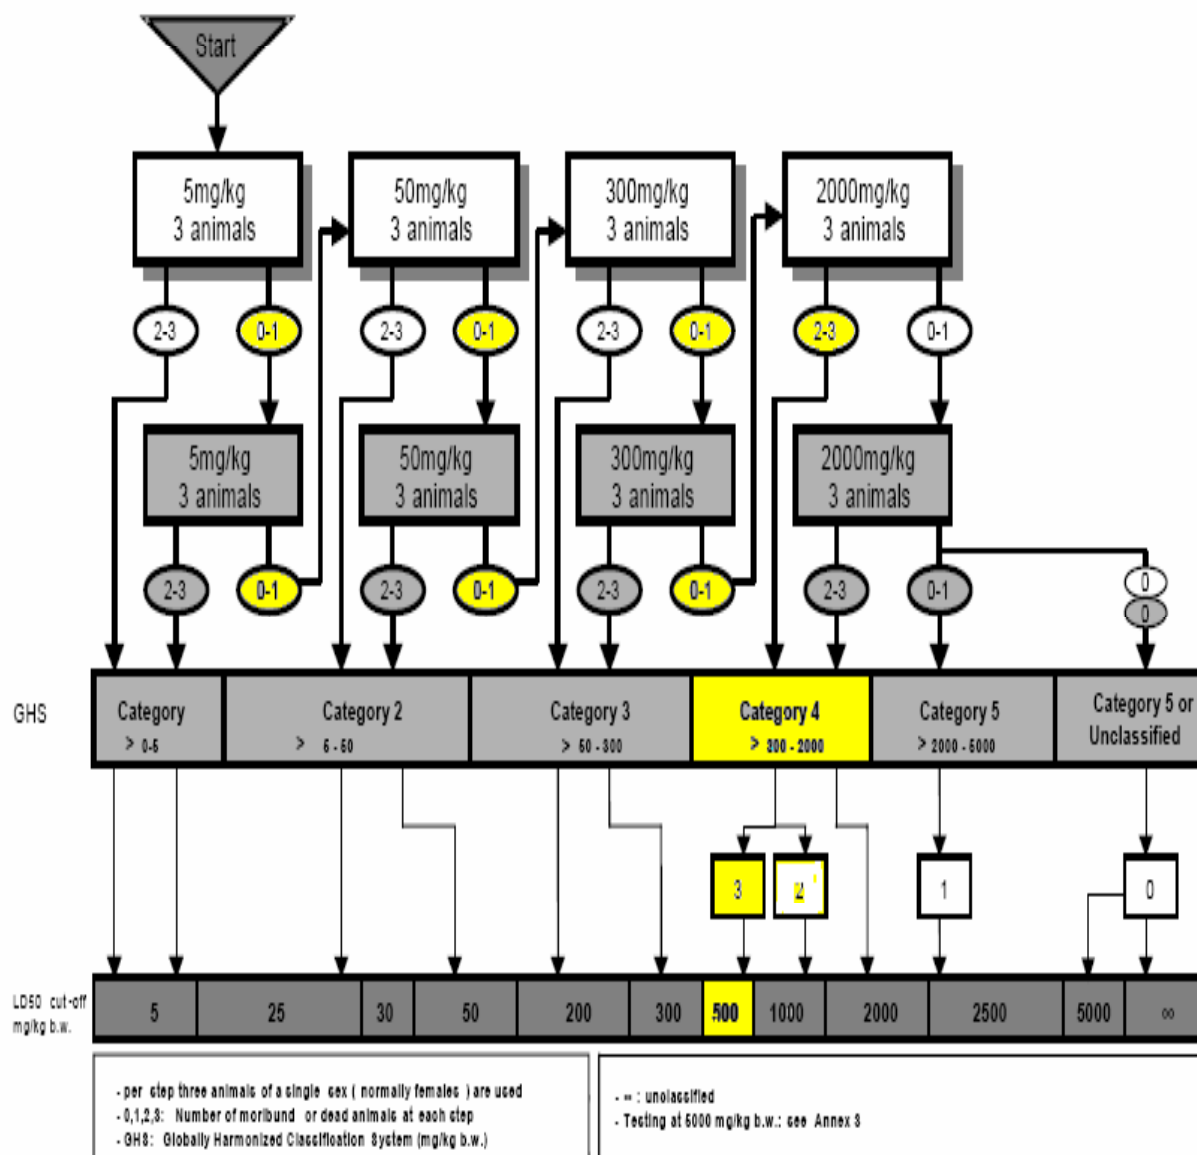 Start
5mg/kg
3 animals
50mg/kg
3 animals
300mg/kg
3 animals
2000mg/kg
3 animals
2-3
0-1
2-3
0-1
2-3
0-1
2-3
0-1
5mg/kg
3 animals
50mg/kg
3 animals
300mg/kg
3 animals
2000mg/kg
3 animals
2-3
0-1
2-3
0-1
2-3
0-1
2-3
0-1
0
0
GHS
Category
> 0-5
Category 2
> 5 - 50
Category 3
> 50 - 300
Category 4
> 300 - 2000
Category 5
> 2000 - 5000
Category 5 or
Unclassified
3
2
1
0
LD50 cut-off
mg/kg b.w.
5
25
30
50
200
300
500
1000
2000
2500
5000
∞
- per step three animals of a single sex ( normally females ) are used
- 0,1,2,3: Number of moribund or dead animals at each step
- GHS: Globally Harmonized Classification System (mg/kg b.w.)
- ∞ : unclassified
- Testing at 5000 mg/kg b.w.: see Annex 3